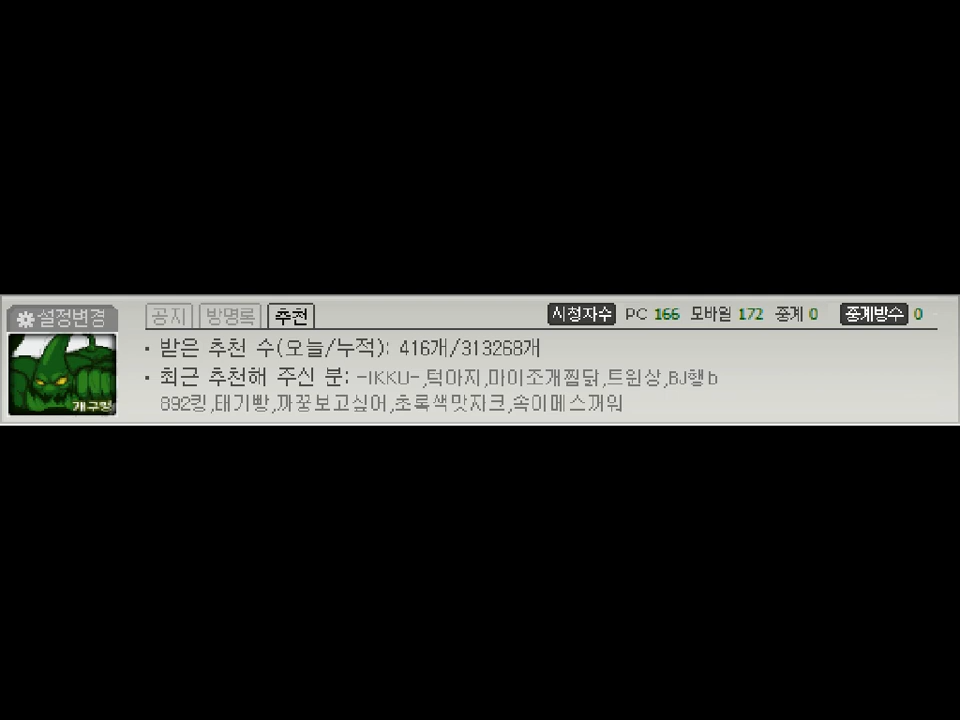 설정변경 공지 방명록 추천 시청자수 PC 166 모바일 172 중계 0 중계방수 0
· 받은 추천 수(오늘/누적): 416개/313268개
· 최근 추천해 주신 분: -IKKU-,턱아지,마이조개찜닭,트윈상,BJ행b
892킹,태기빵,까꿍보고싶어,초록색맛지크,속이메스꺼워
개구멍